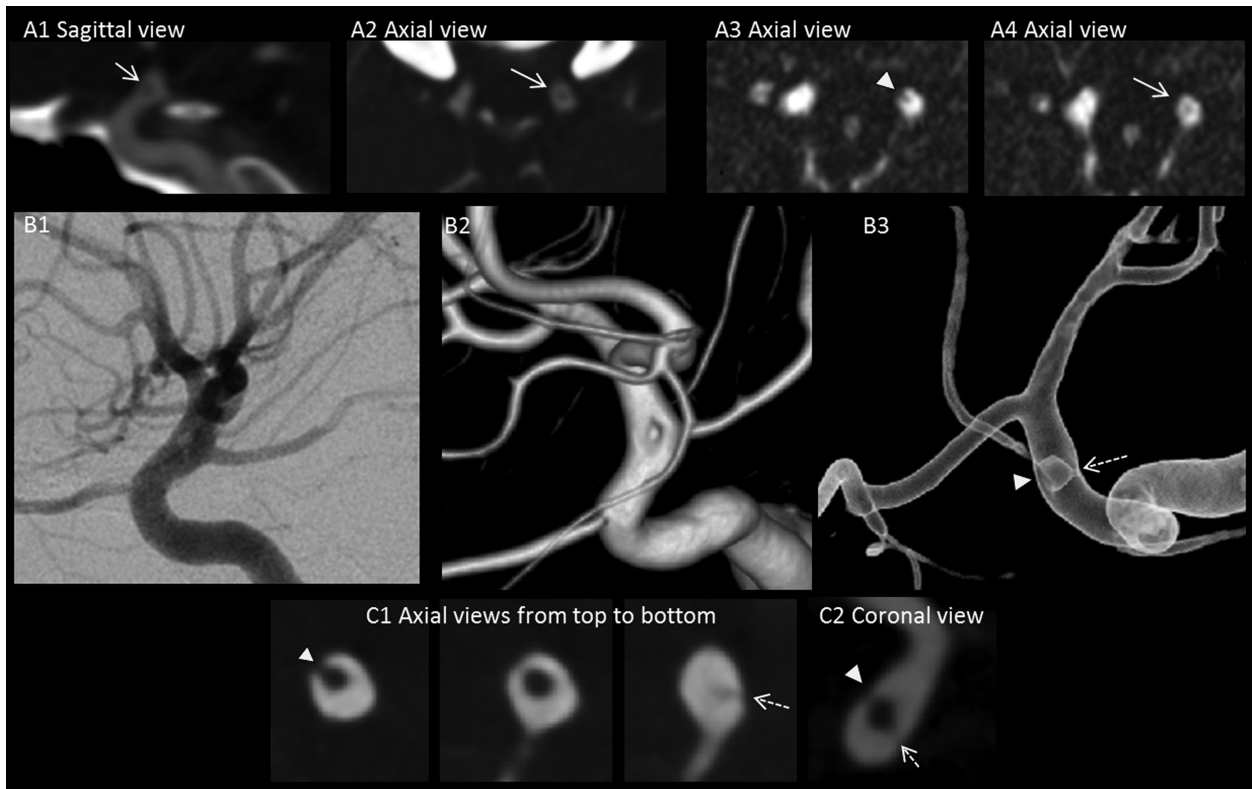 A1 Sagittal view
A2 Axial view
A3 Axial view
A4 Axial view
B1
B2
B3
C1 Axial views from top to bottom
C2 Coronal view